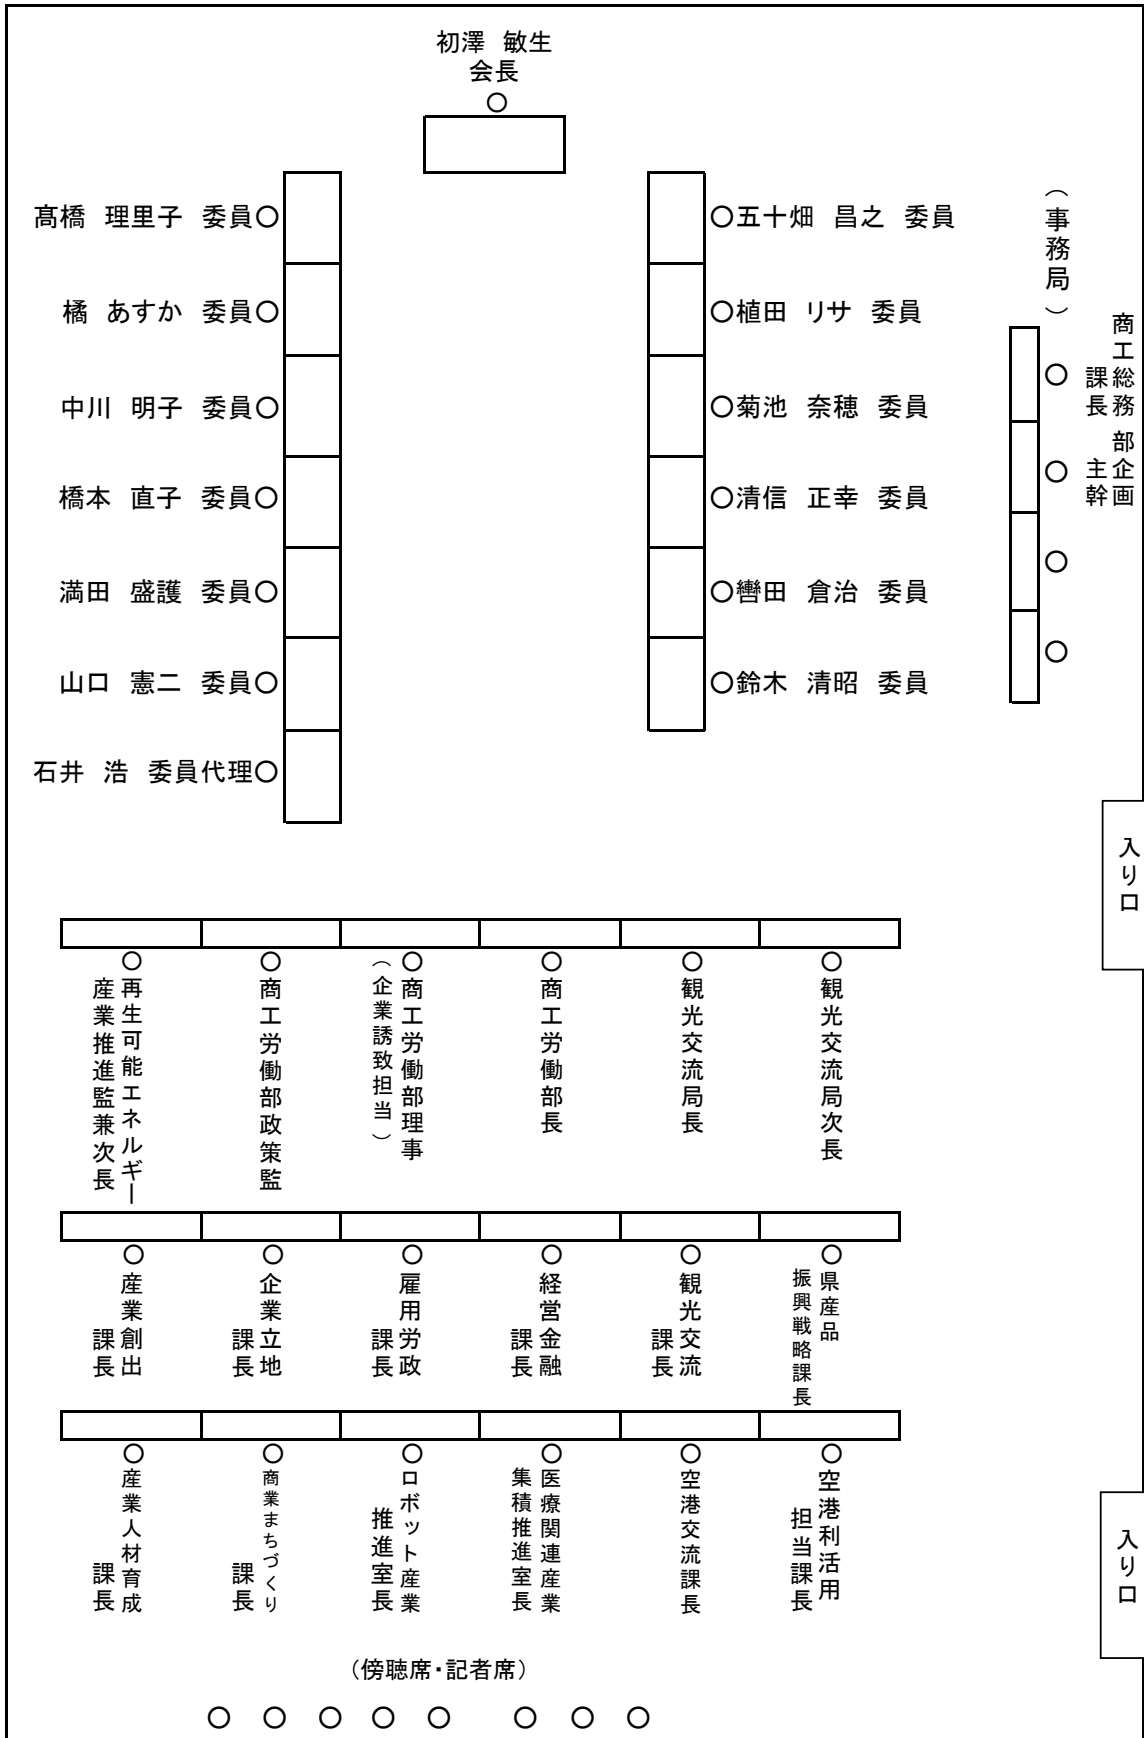 初澤 敏生
会長
○
髙橋 理里子 委員○
橘 あすか 委員○
中川 明子 委員○
橋本 直子 委員○
満田 盛護 委員○
山口 憲二 委員○
石井 浩 委員代理○
○五十畑 昌之 委員
○植田 リサ 委員
○菊池 奈穂 委員
○清信 正幸 委員
○轡田 倉治 委員
○鈴木 清昭 委員
（事務局）
○
商工総務
課長
○
部企画
主幹
○
○
入り口
○再生可能エネルギー
産業推進監兼次長
○商工労働部政策監
○商工労働部理事
（企業誘致担当）
○商工労働部長
○観光交流局長
○観光交流局次長
○産業創出
課長
○企業立地
課長
○雇用労政
課長
○経営金融
課長
○観光交流
課長
○県産品
振興戦略課長
○産業人材育成
課長
○商業まちづくり
課長
○ロボット産業
推進室長
○医療関連産業
集積推進室長
○空港交流課長
○空港利活用
担当課長
入り口
（傍聴席・記者席）
○ ○ ○ ○ ○ ○ ○ ○